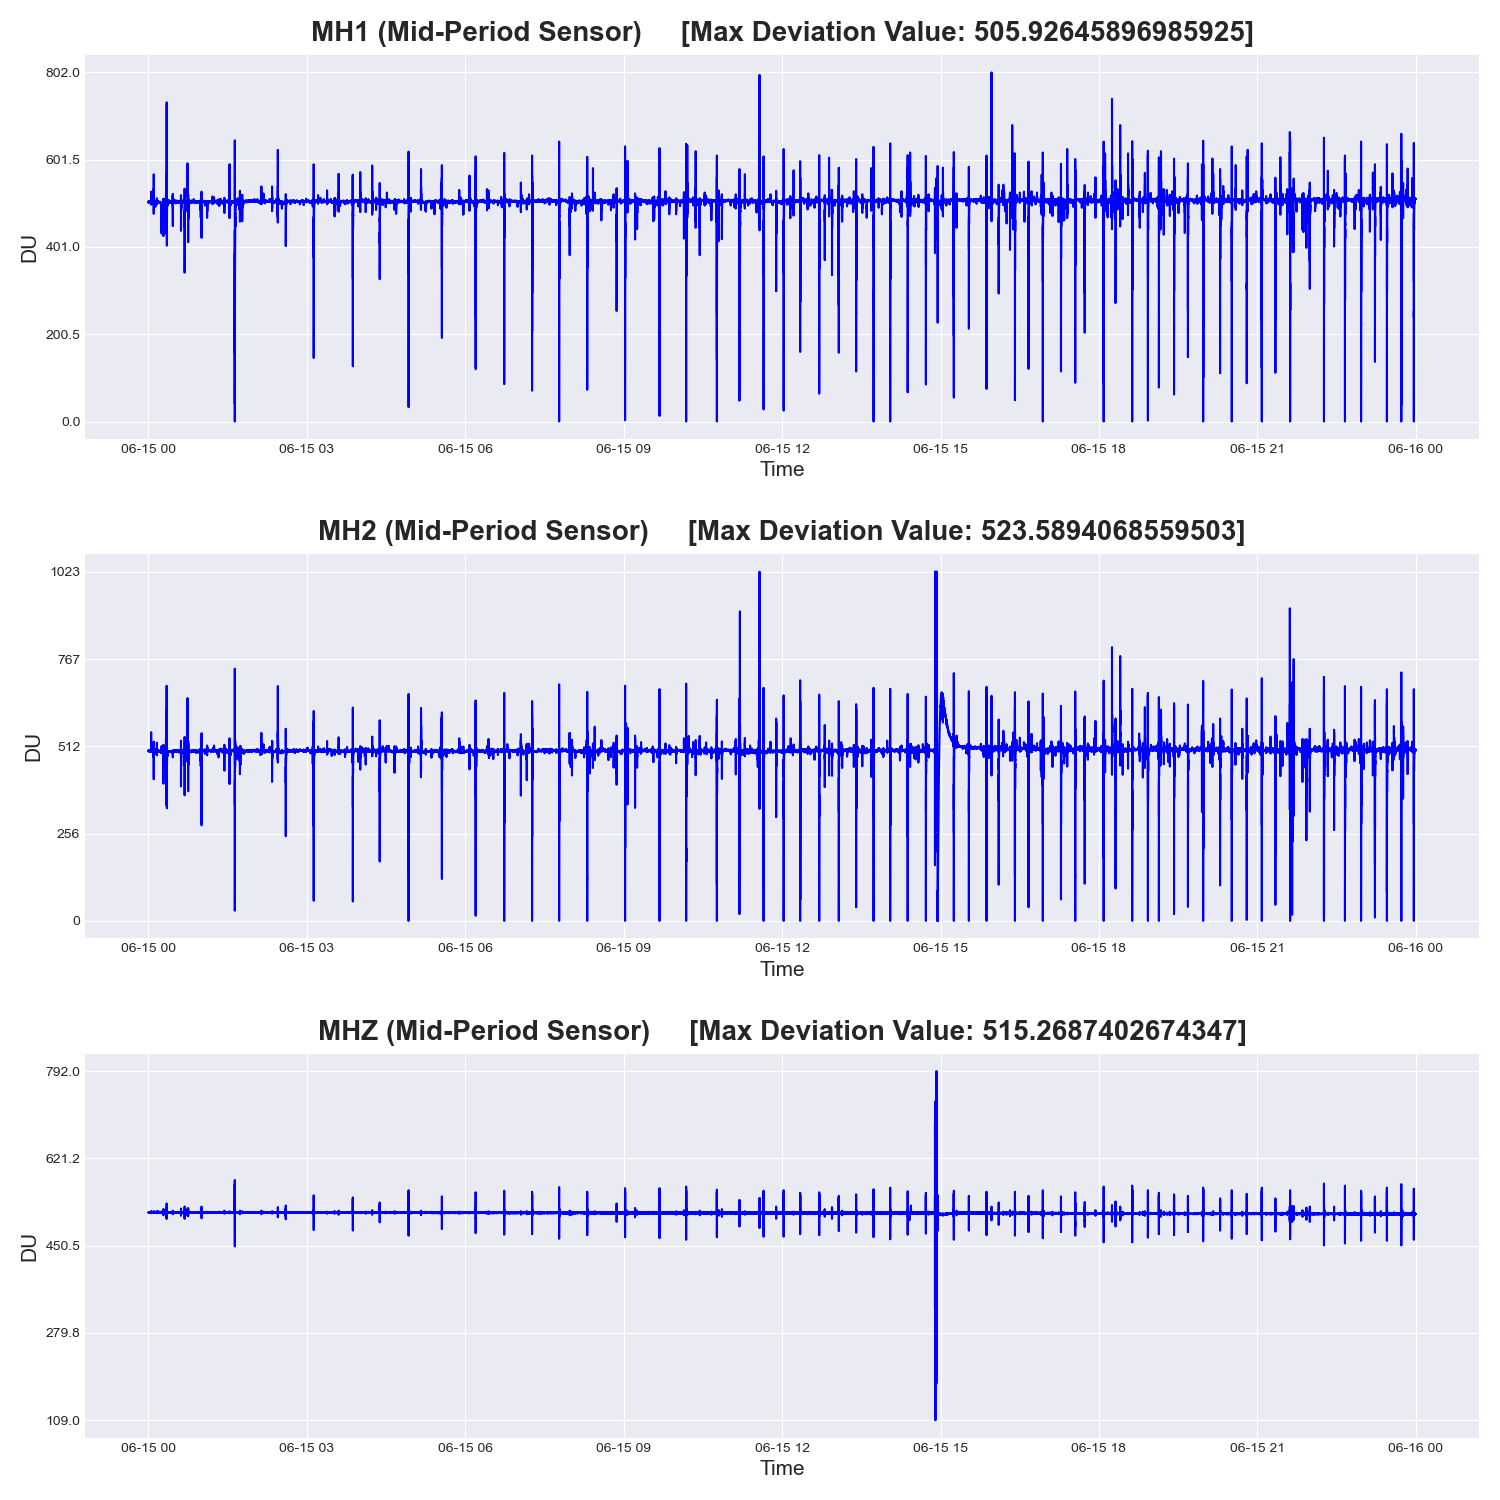 MH1 (Mid-Period Sensor) [Max Deviation Value: 505.92645896985925]
802.0
601.5
401.0
200.5
0.0
DU
06-15 00 06-15 03 06-15 06 06-15 09 06-15 12 06-15 15 06-15 18 06-15 21 06-16 00
Time
MH2 (Mid-Period Sensor) [Max Deviation Value: 523.5894068559503]
1023
767
512
256
0
DU
06-15 00 06-15 03 06-15 06 06-15 09 06-15 12 06-15 15 06-15 18 06-15 21 06-16 00
Time
MHZ (Mid-Period Sensor) [Max Deviation Value: 515.2687402674347]
792.0
621.2
450.5
279.8
109.0
DU
06-15 00 06-15 03 06-15 06 06-15 09 06-15 12 06-15 15 06-15 18 06-15 21 06-16 00
Time